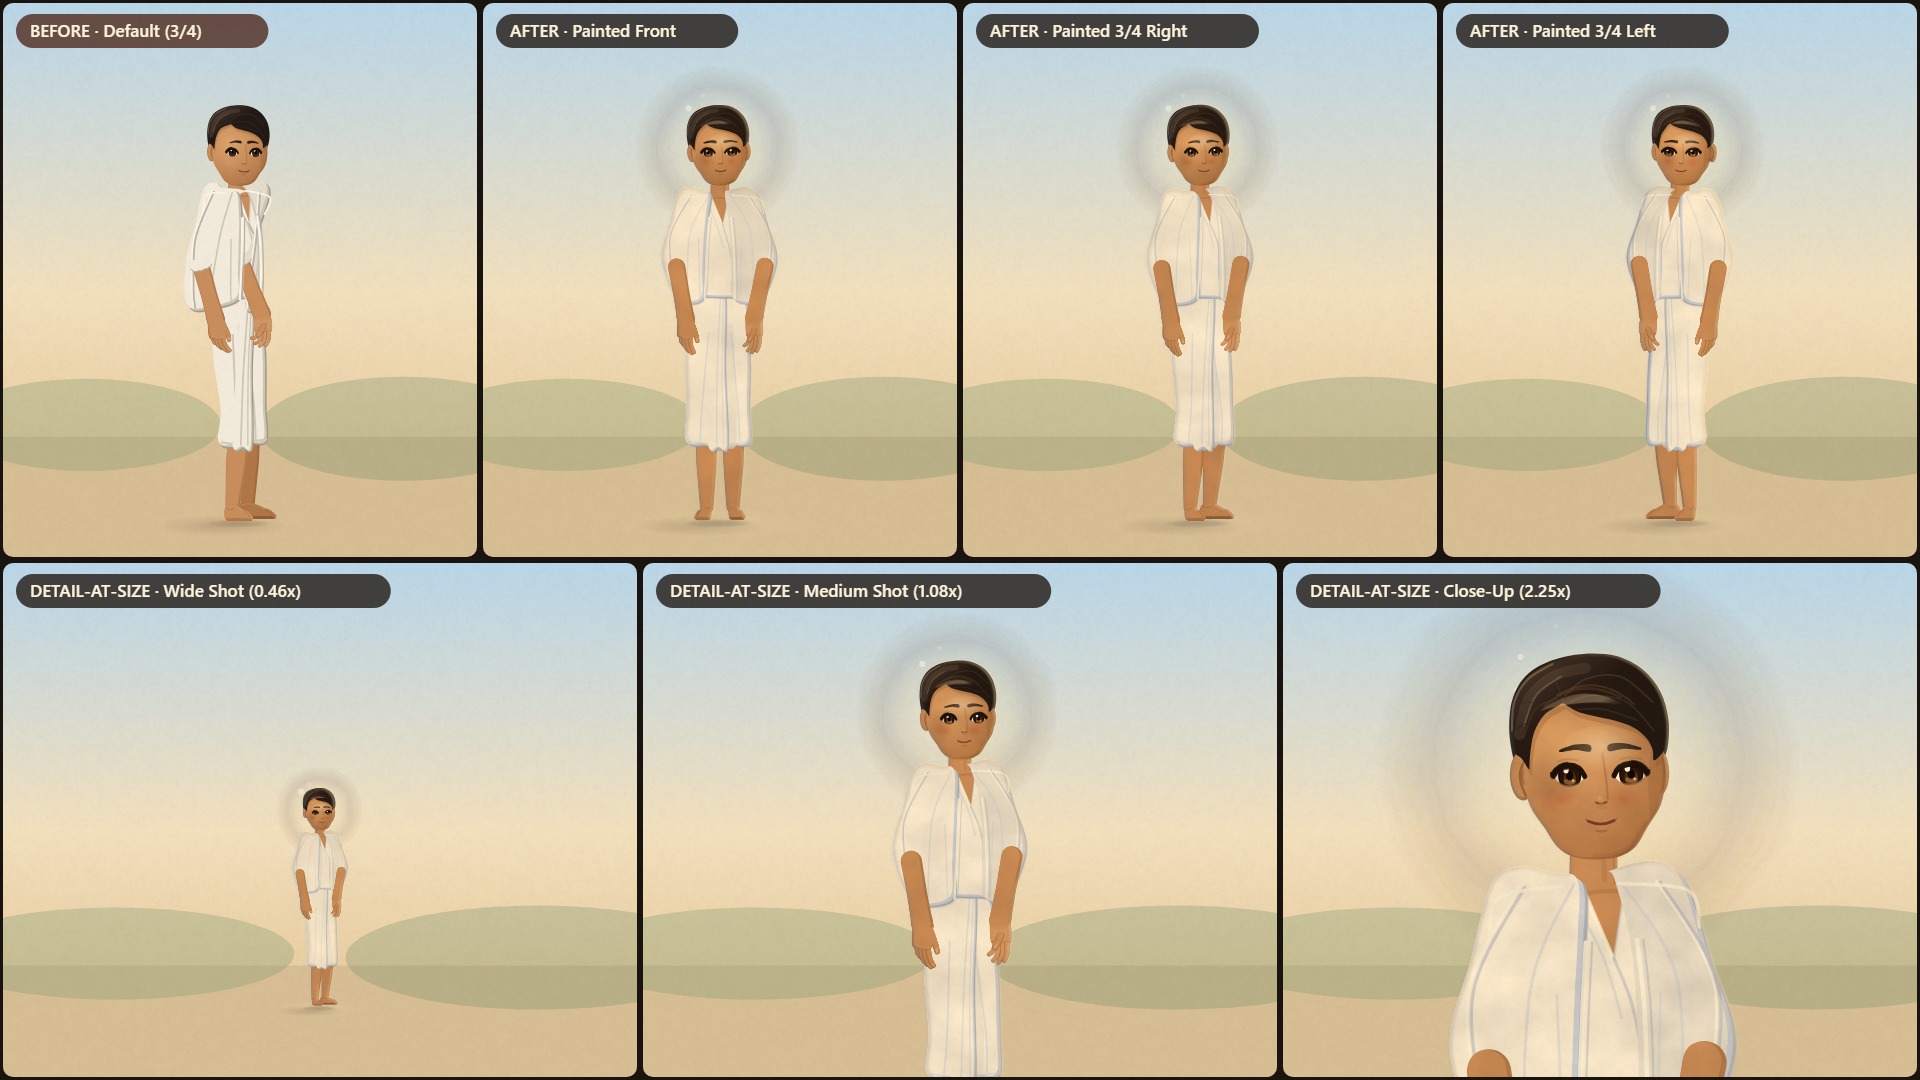 BEFORE · Default (3/4)
AFTER · Painted Front
AFTER · Painted 3/4 Right
AFTER · Painted 3/4 Left
DETAIL-AT-SIZE · Wide Shot (0.46x)
DETAIL-AT-SIZE · Medium Shot (1.08x)
DETAIL-AT-SIZE · Close-Up (2.25x)